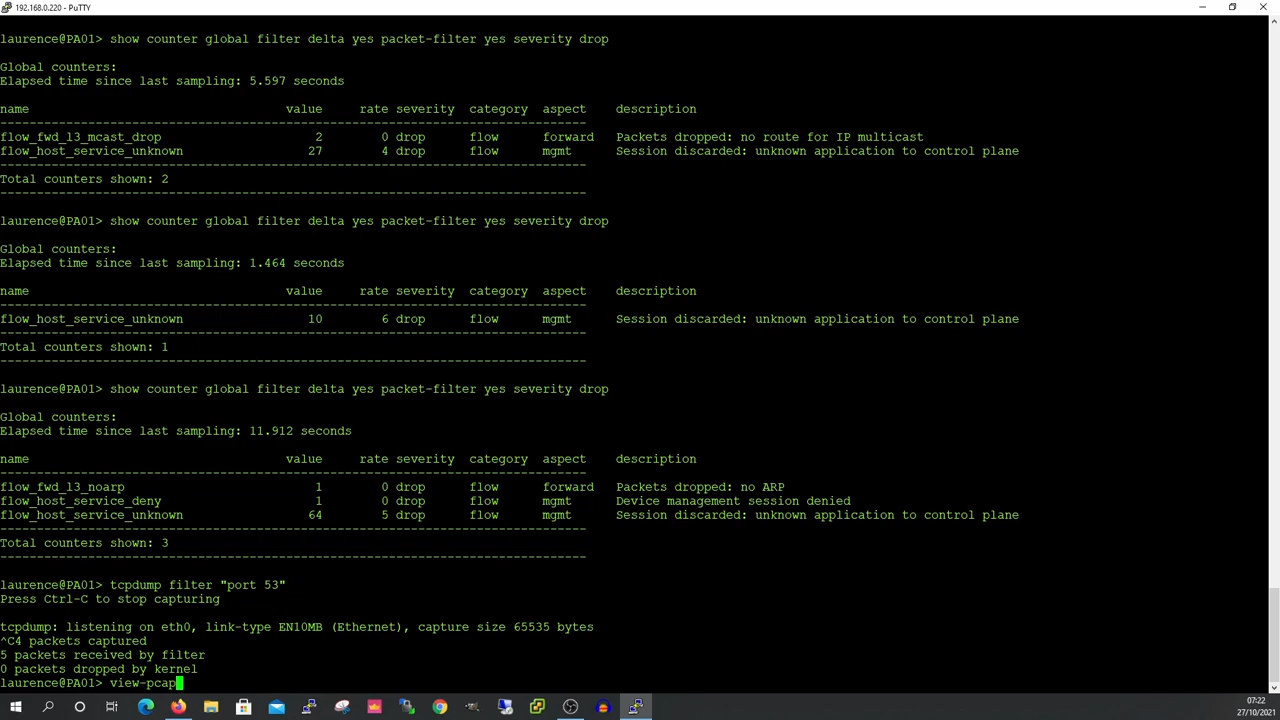 192.168.0.220 - PuTTY
laurence@PA01> show counter global filter delta yes packet-filter yes severity drop
Global counters:
Elapsed time since last sampling: 5.597 seconds
name value rate severity category aspect description
--------------------------------------------------------------------------------
flow_fwd_l3_mcast_drop 2 0 drop flow forward Packets dropped: no route for IP multicast
flow_host_service_unknown 27 4 drop flow mgmt Session discarded: unknown application to control plane
--------------------------------------------------------------------------------
Total counters shown: 2
--------------------------------------------------------------------------------
laurence@PA01> show counter global filter delta yes packet-filter yes severity drop
Global counters:
Elapsed time since last sampling: 1.464 seconds
name value rate severity category aspect description
--------------------------------------------------------------------------------
flow_host_service_unknown 10 6 drop flow mgmt Session discarded: unknown application to control plane
--------------------------------------------------------------------------------
Total counters shown: 1
--------------------------------------------------------------------------------
laurence@PA01> show counter global filter delta yes packet-filter yes severity drop
Global counters:
Elapsed time since last sampling: 11.912 seconds
name value rate severity category aspect description
--------------------------------------------------------------------------------
flow_fwd_l3_noarp 1 0 drop flow forward Packets dropped: no ARP
flow_host_service_deny 1 0 drop flow mgmt Device management session denied
flow_host_service_unknown 64 5 drop flow mgmt Session discarded: unknown application to control plane
--------------------------------------------------------------------------------
Total counters shown: 3
--------------------------------------------------------------------------------
laurence@PA01> tcpdump filter "port 53"
Press Ctrl-C to stop capturing
tcpdump: listening on eth0, link-type EN10MB (Ethernet), capture size 65535 bytes
^C4 packets captured
5 packets received by filter
0 packets dropped by kernel
laurence@PA01> view-pcap
07:22
27/10/2021